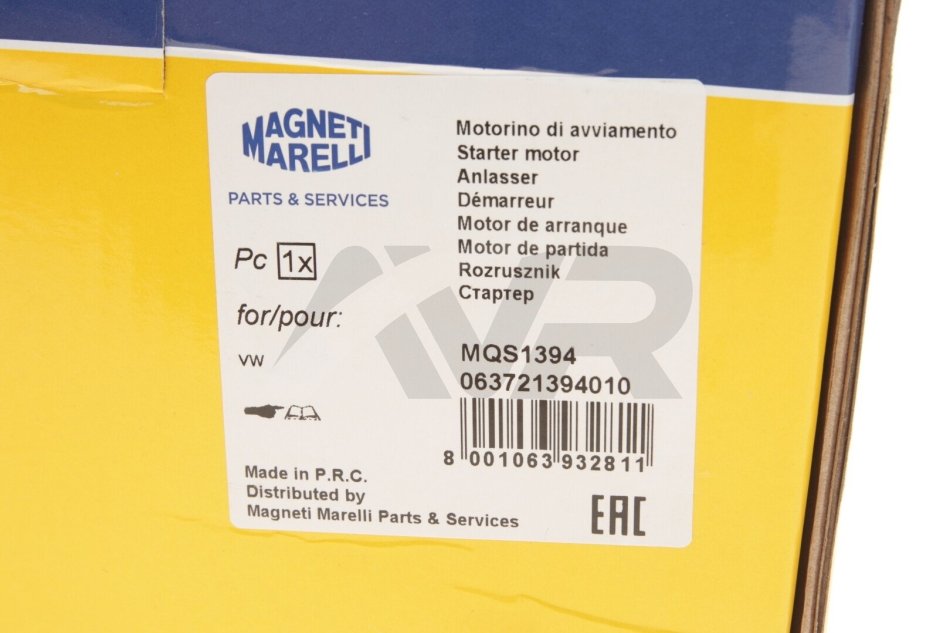 MAGNETI
MARELLI
PARTS & SERVICES
Pc 1x
for/pour:
VW
Motorino di avviamento
Starter motor
Anlasser
Démarreur
Motor de arranque
Motor de partida
Rozrusznik
Стартер
MQS1394
063721394010
8 001063 932811
Made in P.R.C.
Distributed by
Magneti Marelli Parts & Services
EAC
VR